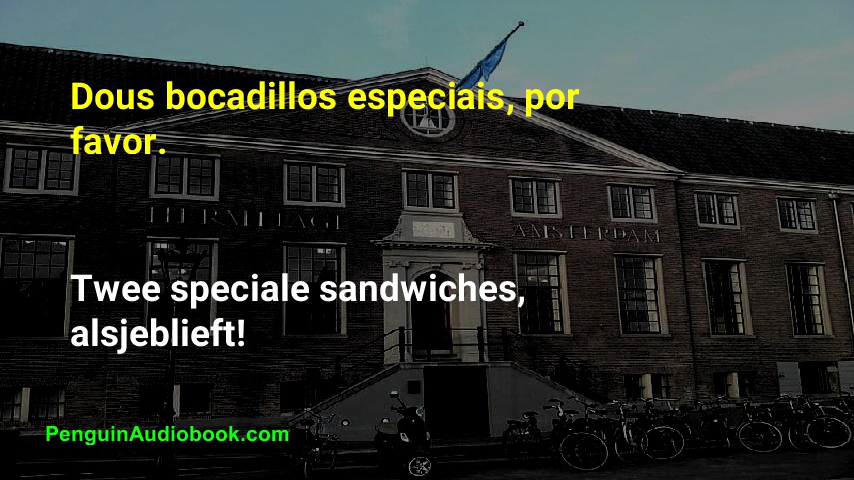 Dous bocadillos especiais, por
favor.
HERMITAGE
AMSTERDAM
Twee speciale sandwiches,
alsjeblieft!
PenguinAudiobook.com